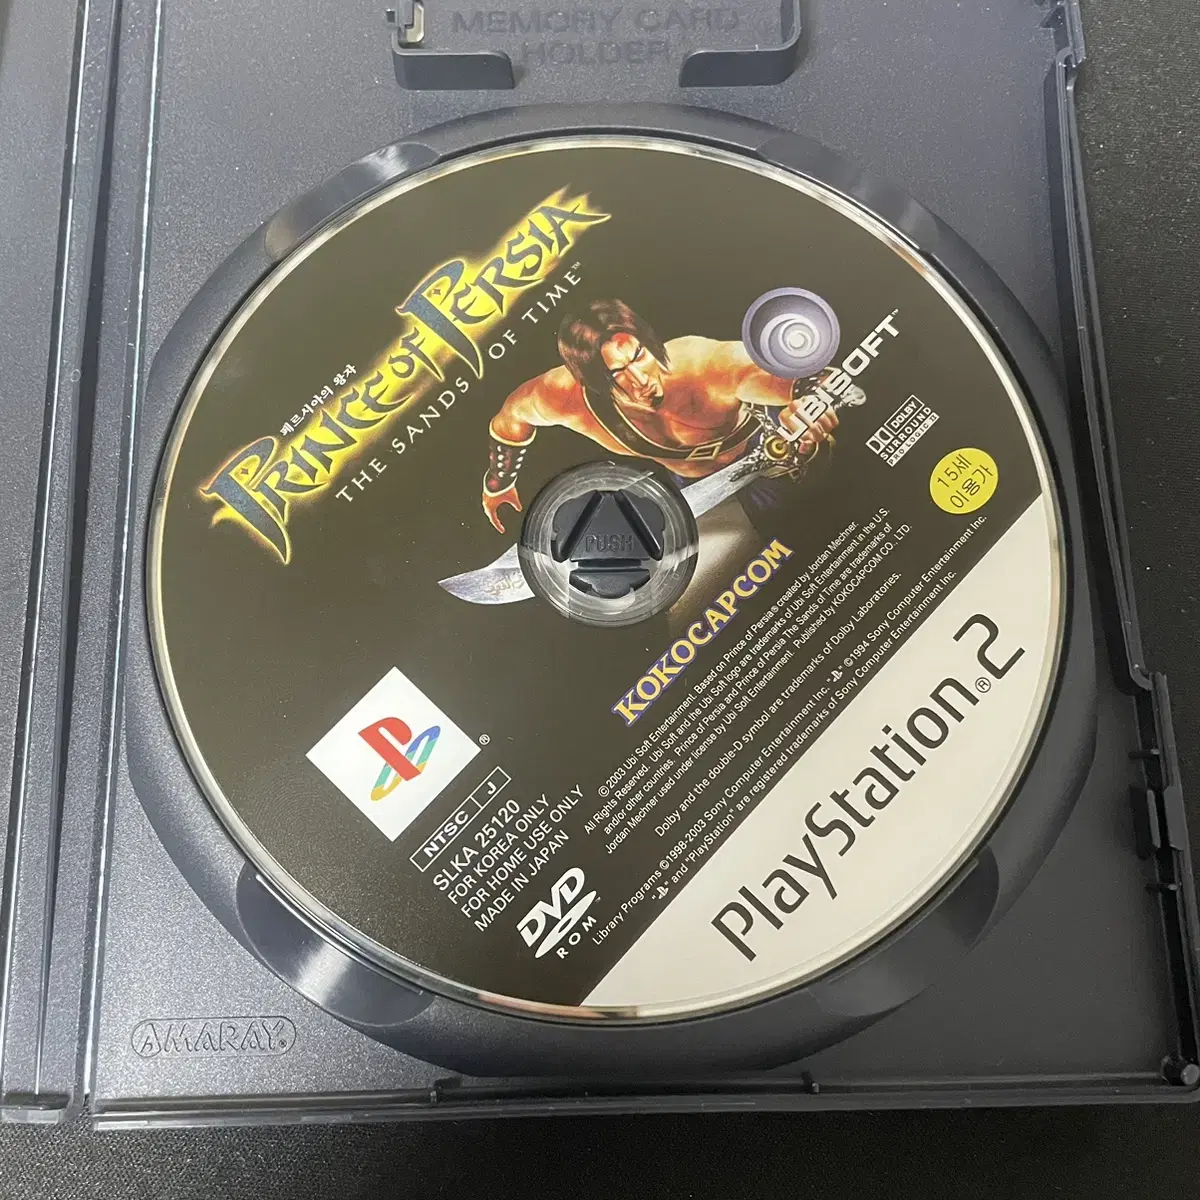 MEMORY CARD
HOLDER
페르시아의 왕자
PRINCE OF PERSIA
THE SANDS OF TIME™
UBISOFT™
DOLBY
SURROUND
PRO LOGIC II
15세
이용가
PUSH
KOKOCAPCOM
©2003 Ubi Soft Entertainment. Based on Prince of Persia® created by Jordan Mechner.
All Rights Reserved. Ubi Soft and the Ubi Soft logo are trademarks of Ubi Soft Entertainment in the U.S.
and/or other countries. Prince of Persia and Prince of Persia The Sands of Time are trademarks of
Jordan Mechner used under license by Ubi Soft Entertainment. Published by KOKOCAPCOM CO., LTD.
Dolby and the double-D symbol are trademarks of Dolby Laboratories.
Library Programs ©1998-2003 Sony Computer Entertainment Inc. " " ©1994 Sony Computer Entertainment Inc.
" " and "PlayStation" are registered trademarks of Sony Computer Entertainment Inc.
®
NTSC J
SLKA 25120
FOR KOREA ONLY
FOR HOME USE ONLY
MADE IN JAPAN
DVD
ROM
PlayStation®2
AMARAY®